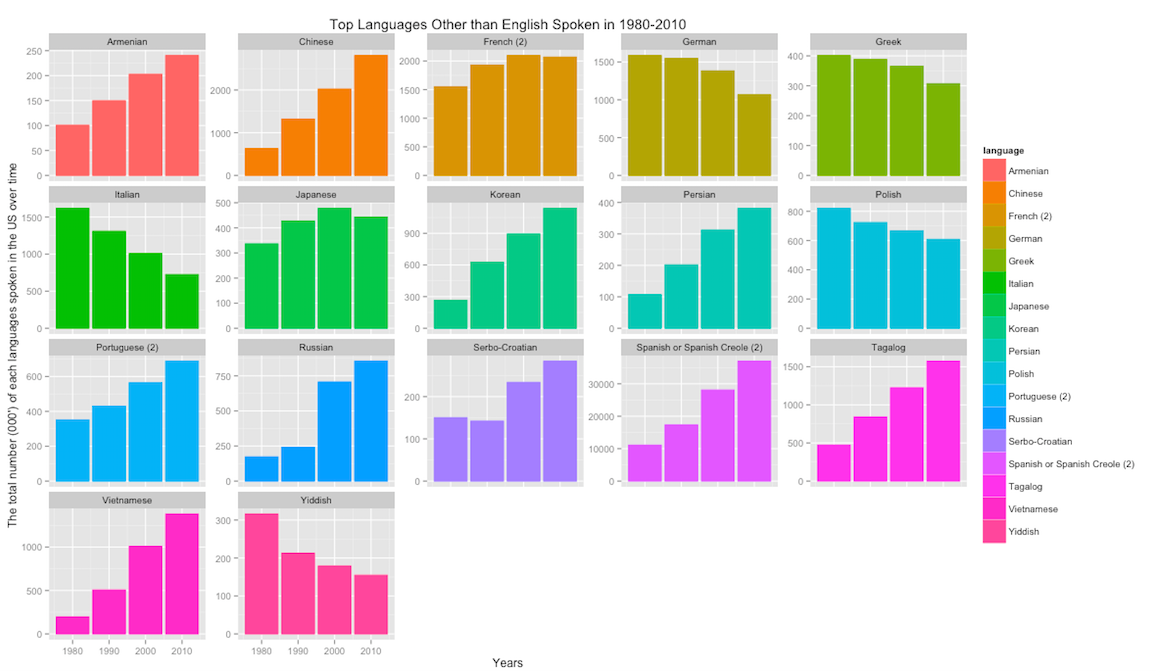 Top Languages Other than English Spoken in 1980-2010
The total number (000') of each languages spoken in the US over time
Armenian
250
200
150
100
50
0
Chinese
2000
1000
0
French (2)
2000
1500
1000
500
0
German
1500
1000
500
0
Greek
400
300
200
100
0
Italian
1500
1000
500
0
Japanese
500
400
300
200
100
0
Korean
900
600
300
0
Persian
400
300
200
100
0
Polish
800
600
400
200
0
Portuguese (2)
600
400
200
0
Russian
750
500
250
0
Serbo-Croatian
200
100
0
Spanish or Spanish Creole (2)
30000
20000
10000
0
Tagalog
1500
1000
500
0
Vietnamese
1000
500
0
1980 1990 2000 2010
Yiddish
300
200
100
0
1980 1990 2000 2010
Years
language
Armenian
Chinese
French (2)
German
Greek
Italian
Japanese
Korean
Persian
Polish
Portuguese (2)
Russian
Serbo-Croatian
Spanish or Spanish Creole (2)
Tagalog
Vietnamese
Yiddish